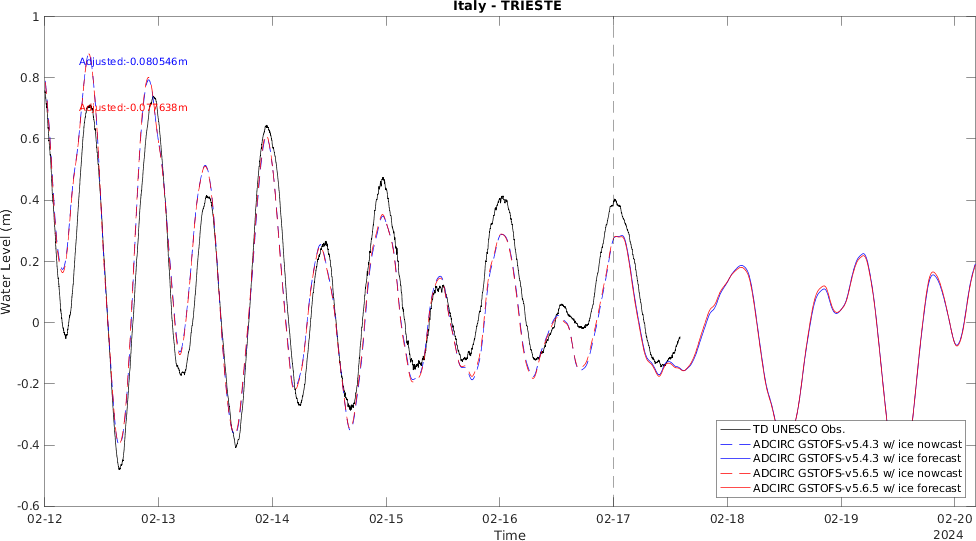 Italy - TRIESTE
1
0.8
0.6
0.4
0.2
0
-0.2
-0.4
-0.6
Water Level (m)
Adjusted:-0.080546m
Adjusted:-0.077638m
TD UNESCO Obs.
ADCIRC GSTOFS-v5.4.3 w/ ice nowcast
ADCIRC GSTOFS-v5.4.3 w/ ice forecast
ADCIRC GSTOFS-v5.6.5 w/ ice nowcast
ADCIRC GSTOFS-v5.6.5 w/ ice forecast
02-12 02-13 02-14 02-15 02-16 02-17 02-18 02-19 02-20
Time
2024